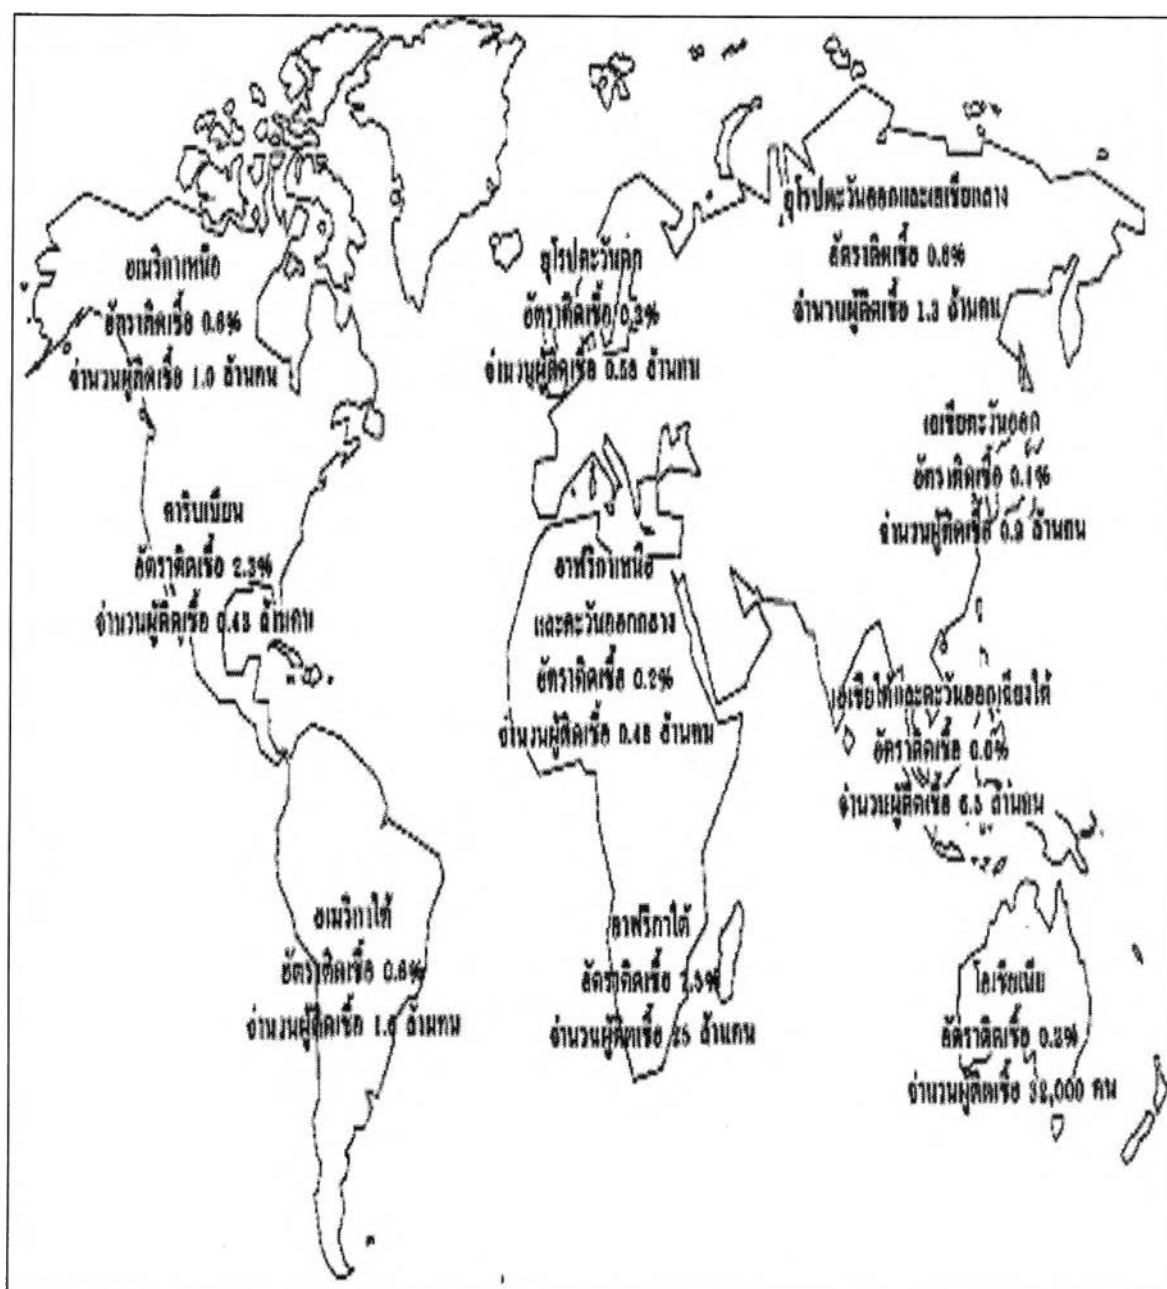 ยุโรปตะวันออกและเอเชียกลาง
อัตราติดเชื้อ 0.6%
จำนวนผู้ติดเชื้อ 1.3 ล้านคน
อเมริกาเหนือ
อัตราติดเชื้อ 0.6%
จำนวนผู้ติดเชื้อ 1.0 ล้านคน
ยุโรปตะวันตก
อัตราติดเชื้อ 0.3%
จำนวนผู้ติดเชื้อ 0.58 ล้านคน
เอเชียตะวันออก
อัตราติดเชื้อ 0.1%
จำนวนผู้ติดเชื้อ 0.9 ล้านคน
คาริบเบียน
อัตราติดเชื้อ 2.3%
จำนวนผู้ติดเชื้อ 0.43 ล้านคน
อาฟริกาเหนือ
และตะวันออกกลาง
อัตราติดเชื้อ 0.2%
จำนวนผู้ติดเชื้อ 0.48 ล้านคน
เอเชียใต้และตะวันออกเฉียงใต้
อัตราติดเชื้อ
จำนวนผู้ติดเชื้อ 6.5 ล้านคน
อเมริกาใต้
อัตราติดเชื้อ 0.6%
จำนวนผู้ติดเชื้อ 1.6 ล้านคน
อาฟริกาใต้
อัตราติดเชื้อ 7.5%
จำนวนผู้ติดเชื้อ 25 ล้านคน
โอเชียเนีย
อัตราติดเชื้อ 0.2%
จำนวนผู้ติดเชื้อ 32,000 คน